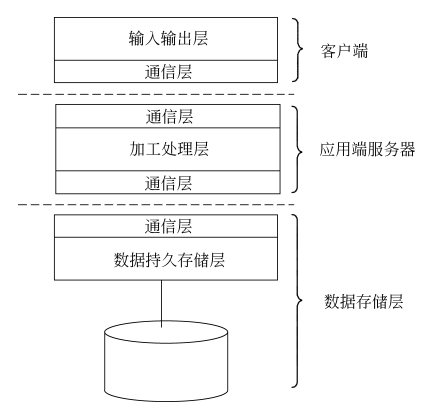 输入输出层
通信层
客户端
通信层
加工处理层
通信层
应用端服务器
通信层
数据持久存储层
数据存储层